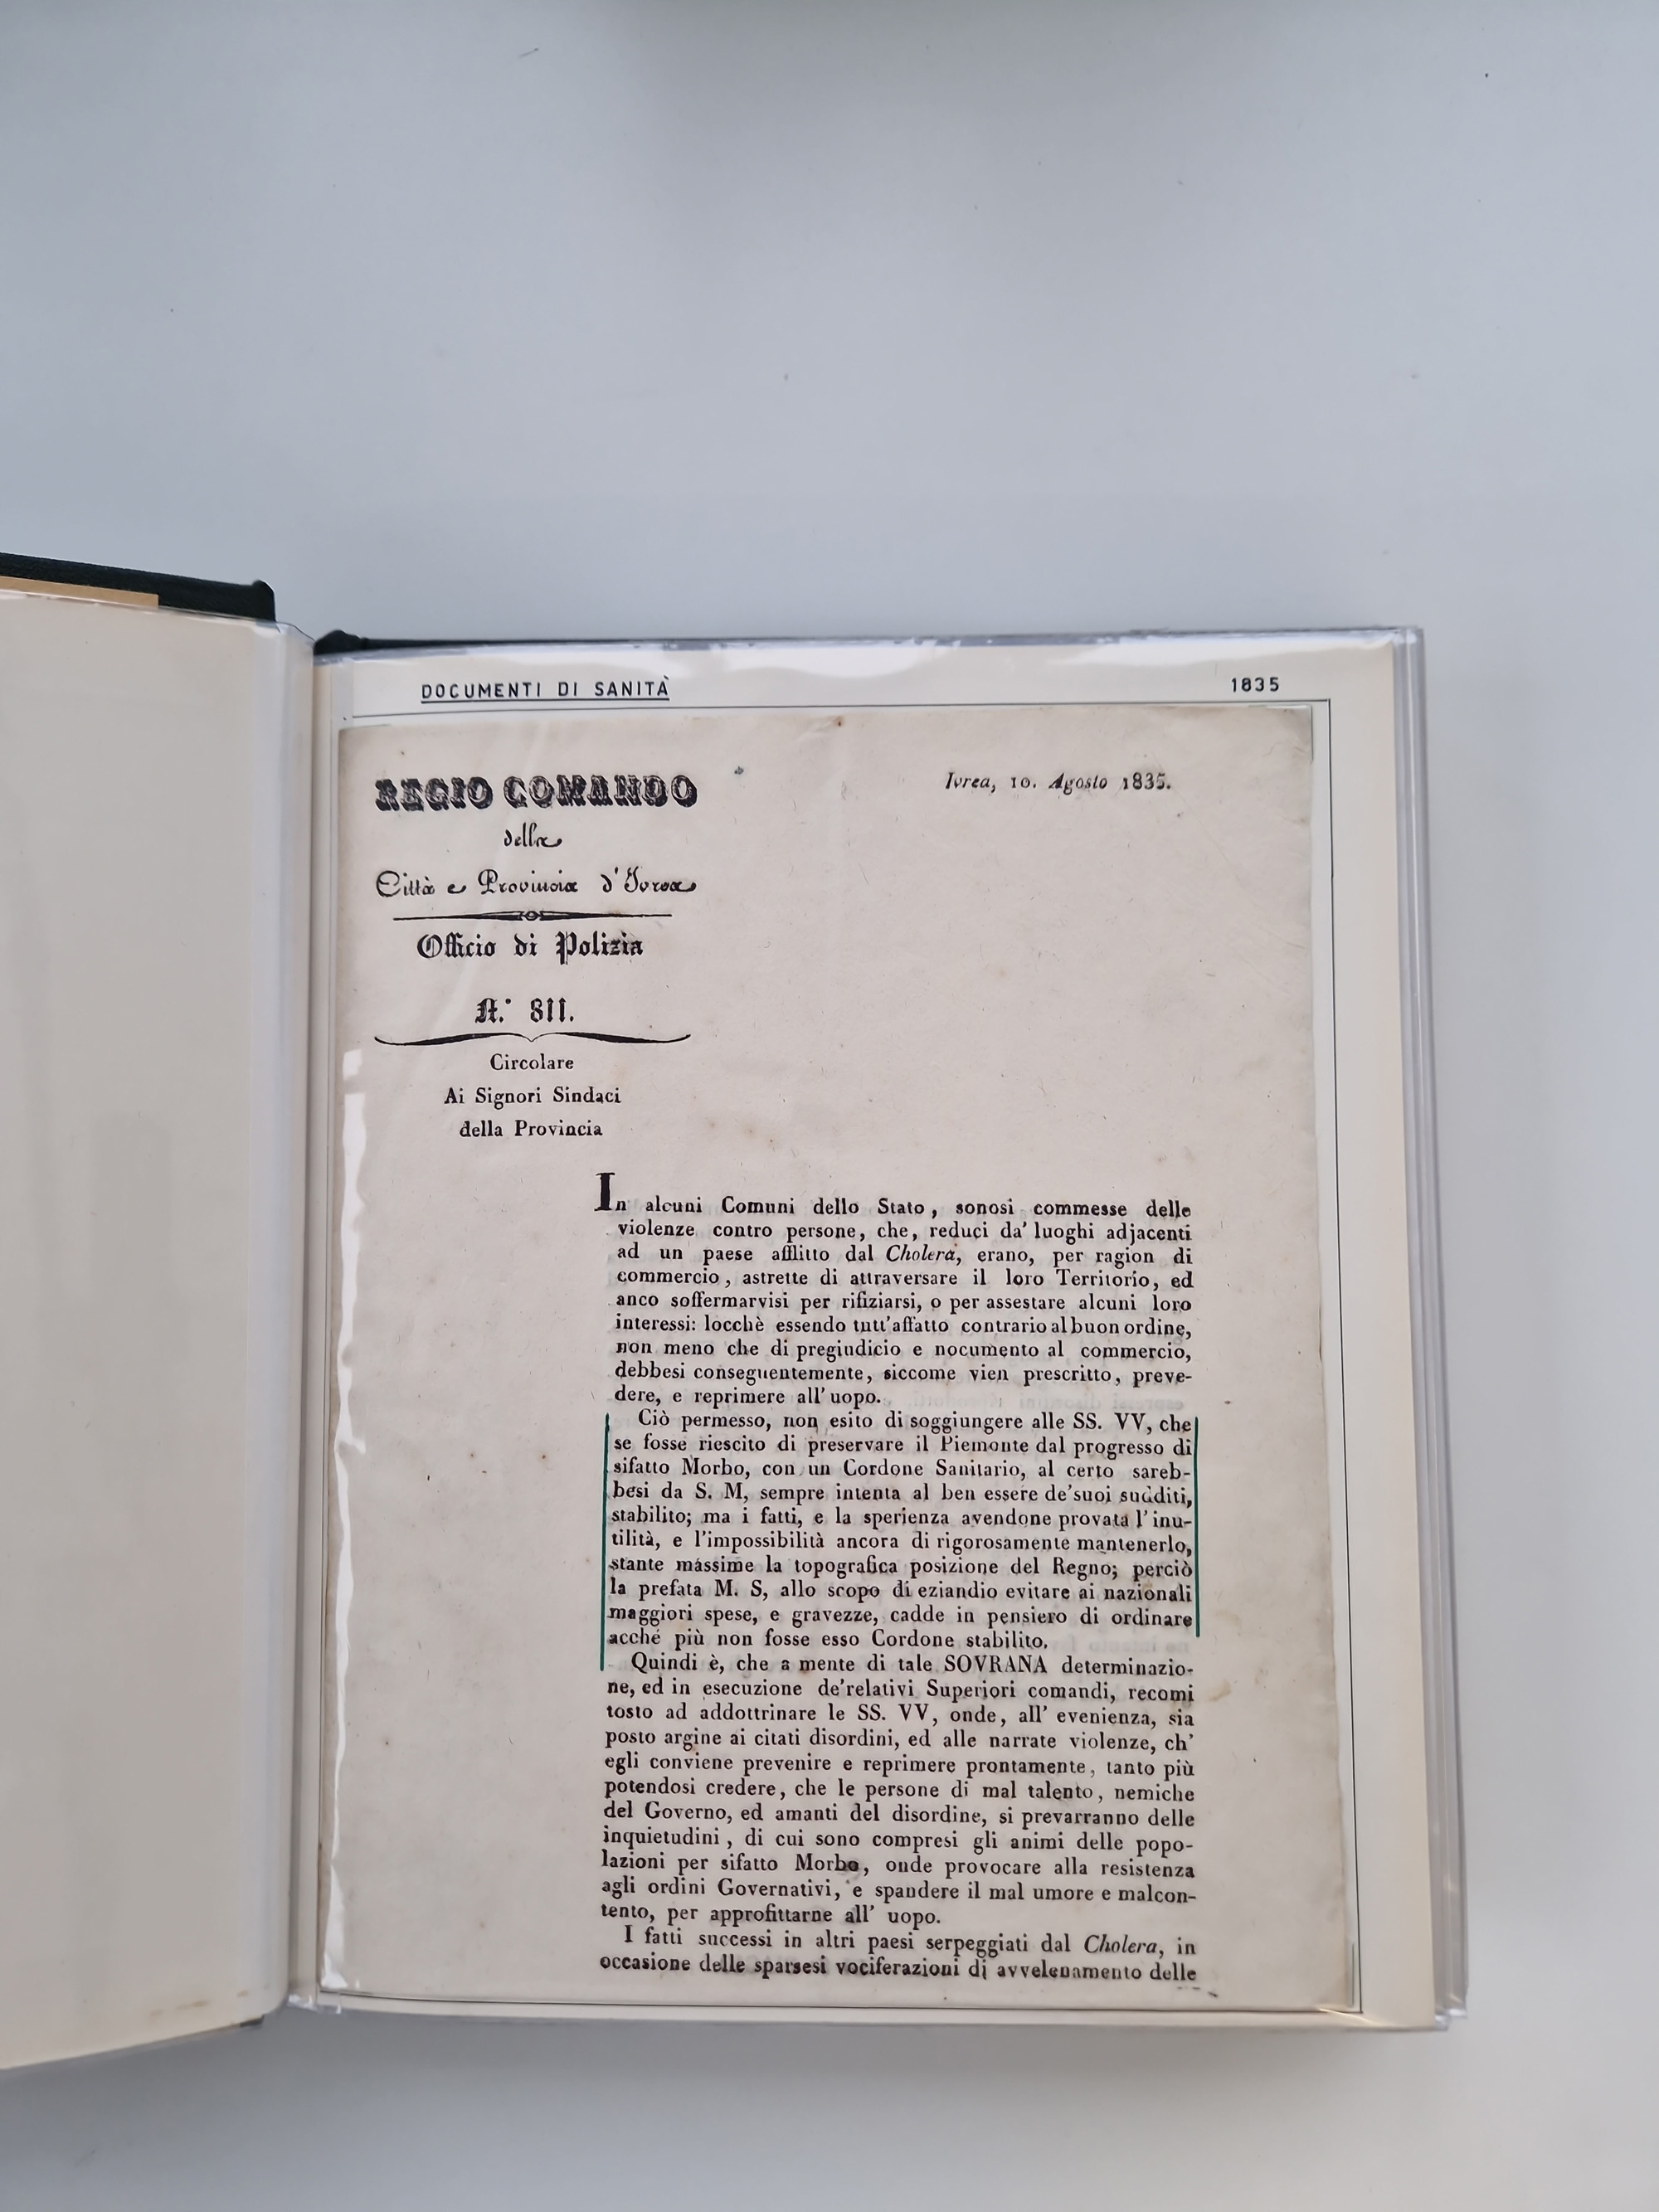 DOCUMENTI DI SANITÀ
1835
REGIO COMANDO
della
Città e Provincia d'Ivrea
Officio di Polizia
N.° 811.
Circolare
Ai Signori Sindaci
della Provincia
Ivrea, 10. Agosto 1835.
In alcuni Comuni dello Stato, sonosi commesse delle
violenze contro persone, che, reduci da' luoghi adjacenti
ad un paese afflitto dal Cholera, erano, per ragion di
commercio, astrette di attraversare il loro Territorio, ed
anco soffermarvisi per rifiziarsi, o per assestare alcuni loro
interessi: locchè essendo tutt'affatto contrario al buon ordine,
non meno che di pregiudicio e nocumento al commercio,
debbesi conseguentemente, siccome vien prescritto, preve-
dere, e reprimere all' uopo.
Ciò permesso, non esito di soggiungere alle SS. VV, che
se fosse riescito di preservare il Piemonte dal progresso di
sifatto Morbo, con un Cordone Sanitario, al certo sareb-
besi da S. M, sempre intenta al ben essere de'suoi sudditi,
stabilito; ma i fatti, e la sperienza avendone provata l'inu-
tilità, e l'impossibilità ancora di rigorosamente mantenerlo,
stante mássime la topografica posizione del Regno; perciò
la prefata M. S, allo scopo di eziandio evitare ai nazionali
maggiori spese, e gravezze, cadde in pensiero di ordinare
acché più non fosse esso Cordone stabilito.
Quindi è, che a mente di tale SOVRANA determinazio-
ne, ed in esecuzione de'relativi Superiori comandi, recomi
tosto ad addottrinare le SS. VV, onde, all' evenienza, sia
posto argine ai citati disordini, ed alle narrate violenze, ch'
egli conviene prevenire e reprimere prontamente, tanto più
potendosi credere, che le persone di mal talento, nemiche
del Governo, ed amanti del disordine, si prevarranno delle
inquietudini, di cui sono compresi gli animi delle popo-
lazioni per sifatto Morbo, onde provocare alla resistenza
agli ordini Governativi, e spandere il mal umore e malcon-
tento, per approfittarne all' uopo.
I fatti successi in altri paesi serpeggiati dal Cholera, in
occasione delle sparsesi vociferazioni di avvelenamento delle